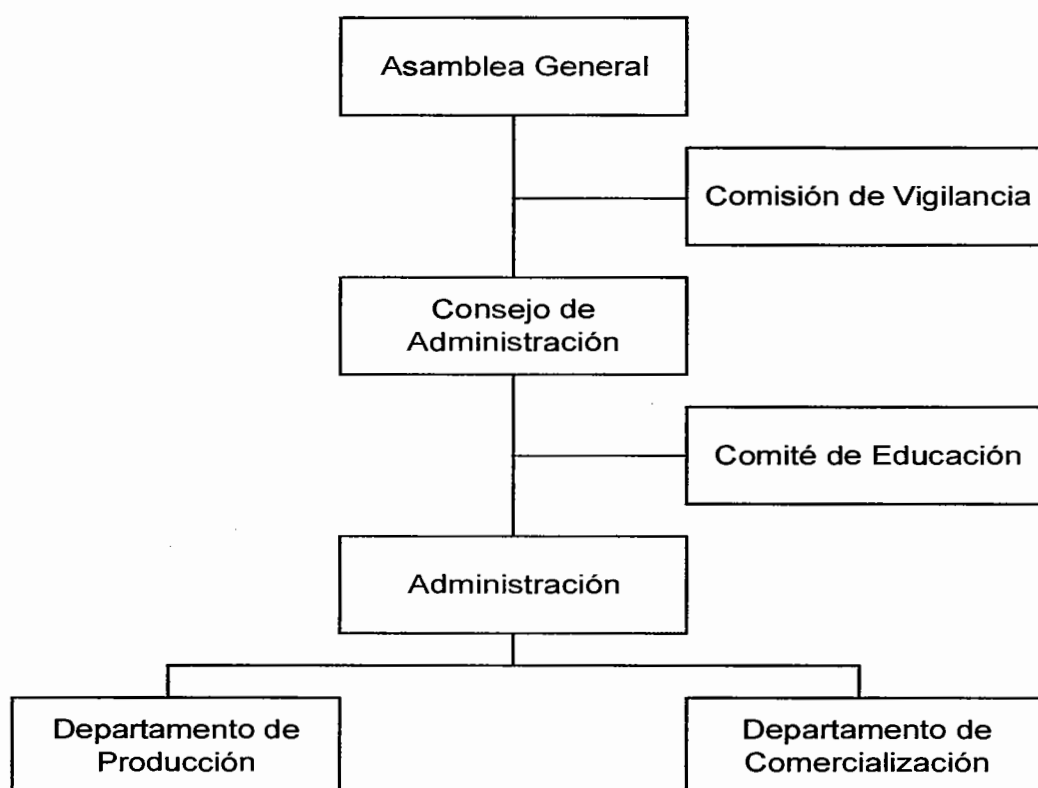 Asamblea General
Comisión de Vigilancia
Consejo de
Administración
Comité de Educación
Administración
Departamento de
Producción
Departamento de
Comercialización